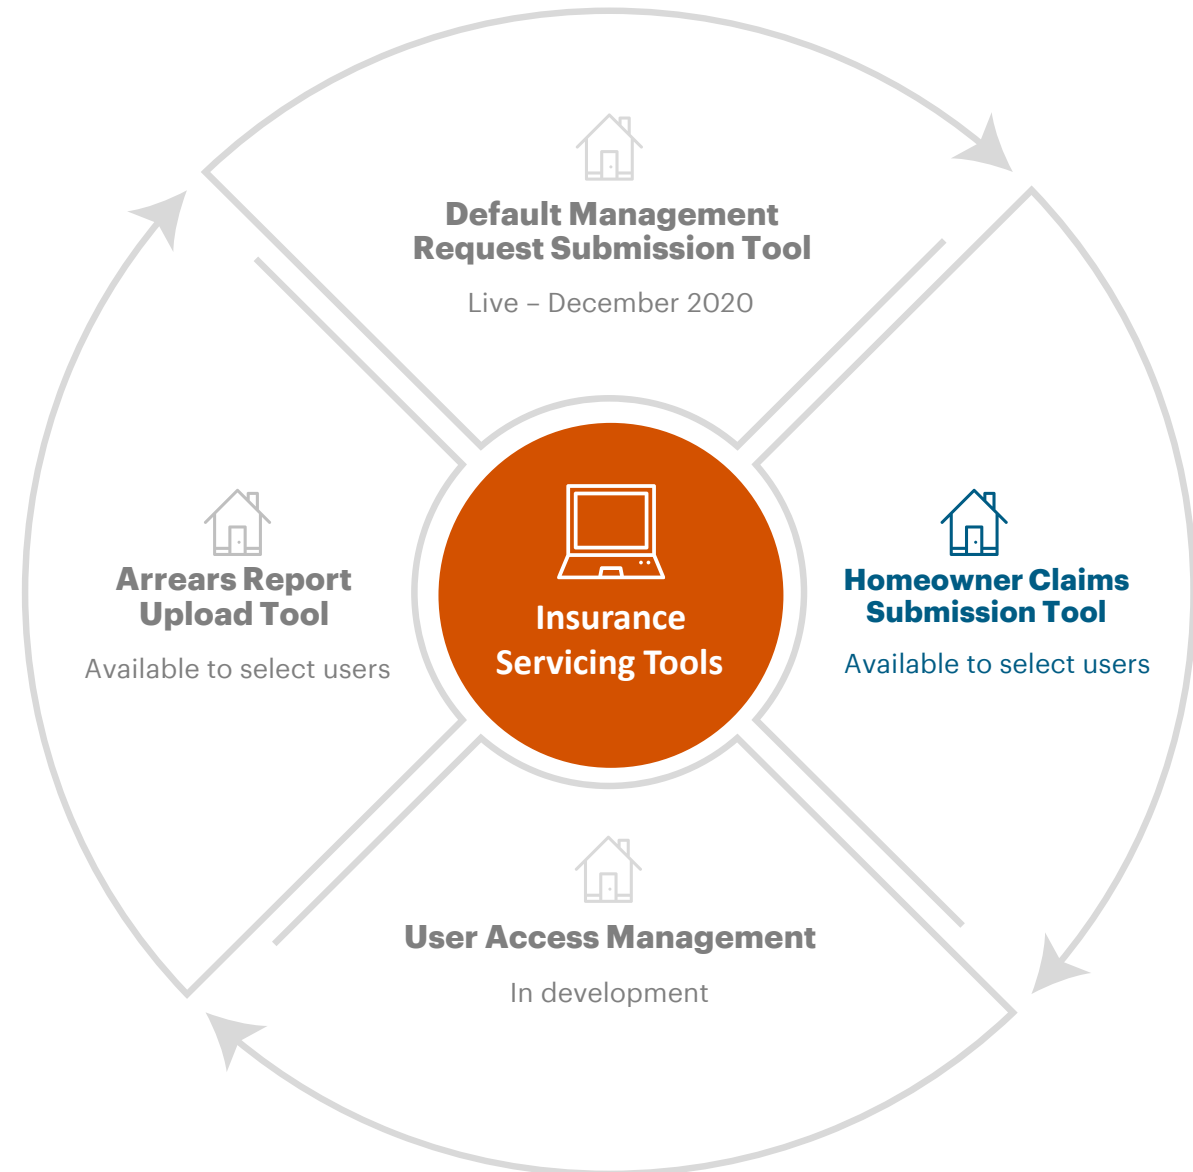 Default Management
Request Submission Tool
Live – December 2020
Arrears Report
Upload Tool
Available to select users
Insurance
Servicing Tools
Homeowner Claims
Submission Tool
Available to select users
User Access Management
In development